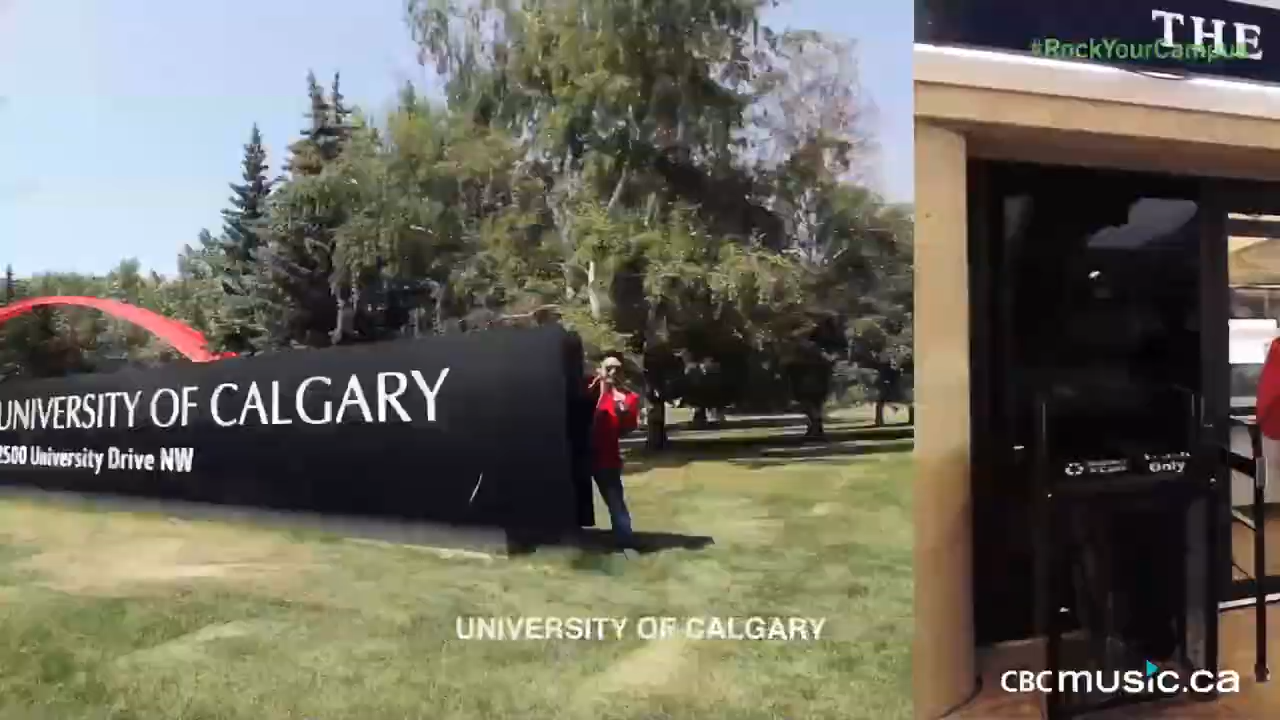 UNIVERSITY OF CALGARY
2500 University Drive NW
UNIVERSITY OF CALGARY
THE
#RockYourCampus
Only
CBCmusic.ca